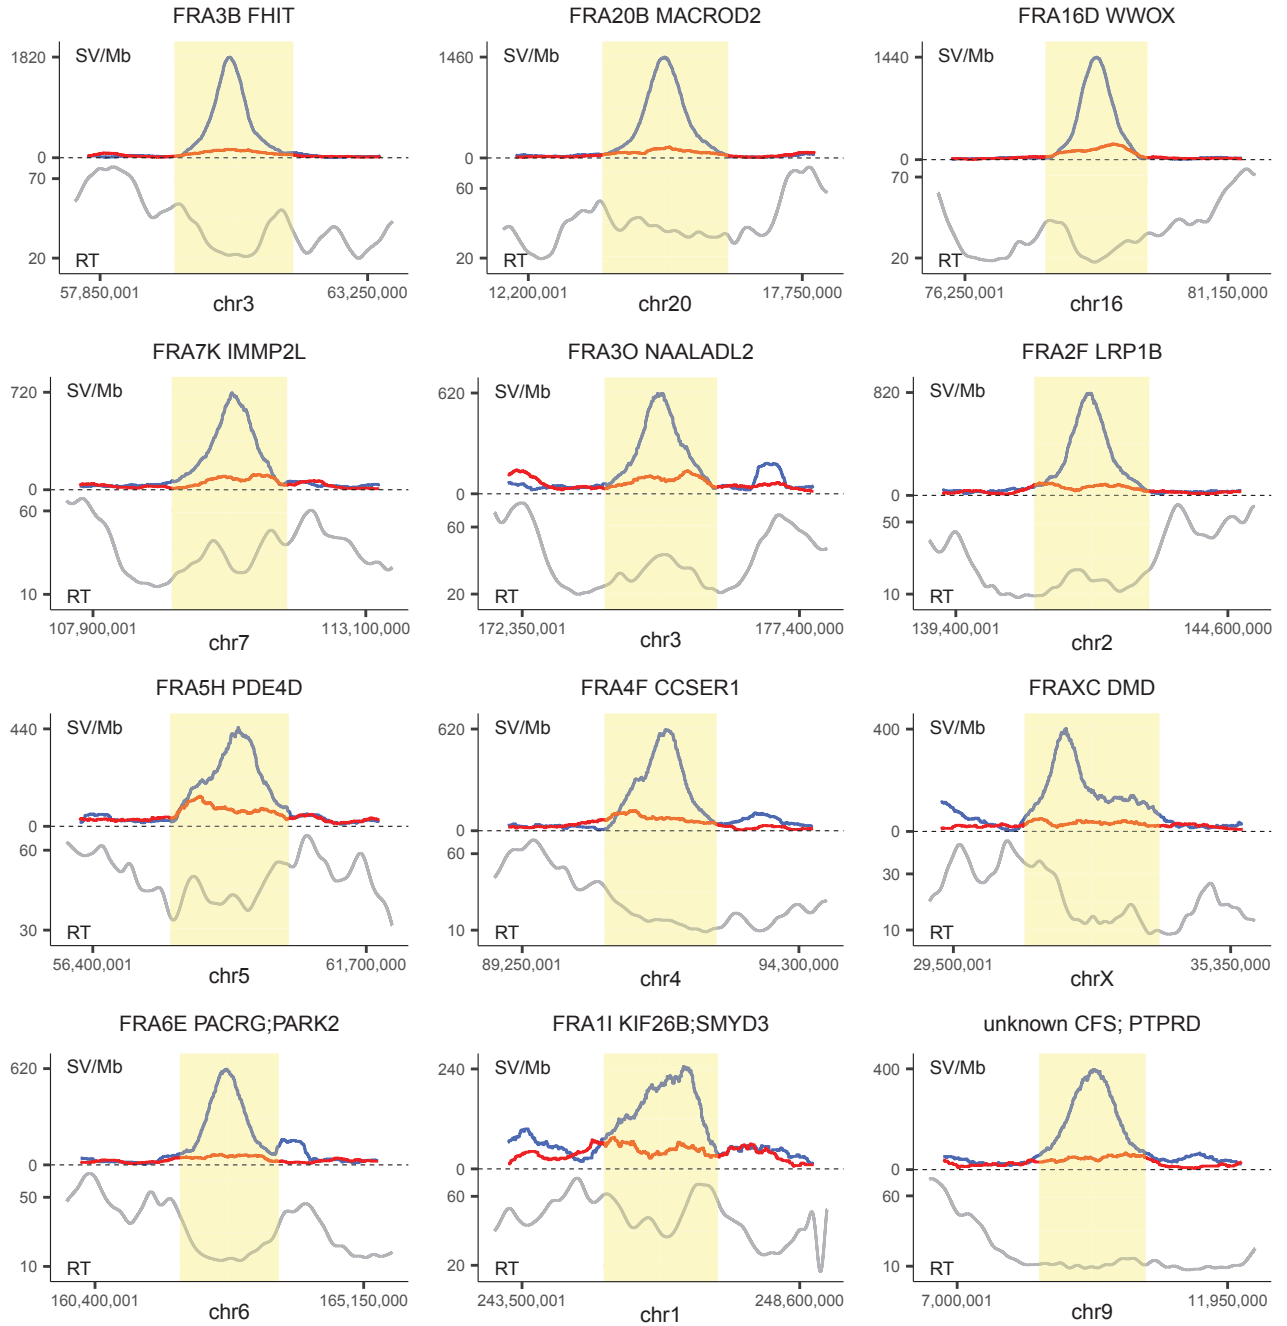 FRA3B FHIT
1820
SV/Mb
0
70
20
RT
57,850,001
63,250,000
chr3
FRA20B MACROD2
1460
SV/Mb
0
60
20
RT
12,200,001
17,750,000
chr20
FRA16D WWOX
1440
SV/Mb
0
70
20
RT
76,250,001
81,150,000
chr16
FRA7K IMMP2L
720
SV/Mb
0
60
10
RT
107,900,001
113,100,000
chr7
FRA3O NAALADL2
620
SV/Mb
0
60
20
RT
172,350,001
177,400,000
chr3
FRA2F LRP1B
820
SV/Mb
0
50
10
RT
139,400,001
144,600,000
chr2
FRA5H PDE4D
440
SV/Mb
0
60
30
RT
56,400,001
61,700,000
chr5
FRA4F CCSER1
620
SV/Mb
0
60
10
RT
89,250,001
94,300,000
chr4
FRAXC DMD
400
SV/Mb
0
30
10
RT
29,500,001
35,350,000
chrX
FRA6E PACRG;PARK2
620
SV/Mb
0
50
10
RT
160,400,001
165,150,000
chr6
FRA1I KIF26B;SMYD3
240
SV/Mb
0
60
20
RT
243,500,001
248,600,000
chr1
unknown CFS; PTPRD
400
SV/Mb
0
60
10
RT
7,000,001
11,950,000
chr9